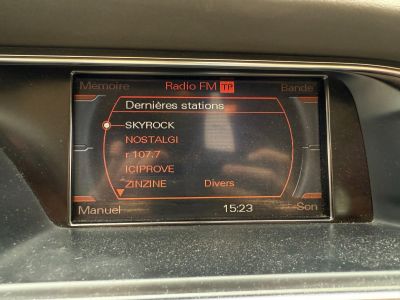 Mémoire Radio FM TP Bande
Dernières stations
SKYROCK
NOSTALGI
r 107.7
ICIPROVE
ZINZINE Divers
Manuel 15:23 Son